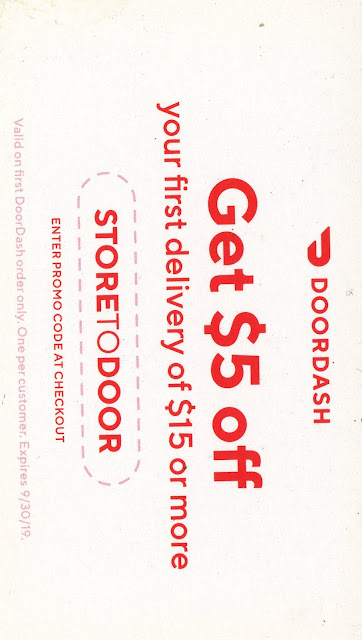 DOORDASH
Get $5 off
your first delivery of $15 or more
STORETODOOR
ENTER PROMO CODE AT CHECKOUT
Valid on first DoorDash order only. One per customer. Expires 9/30/19.